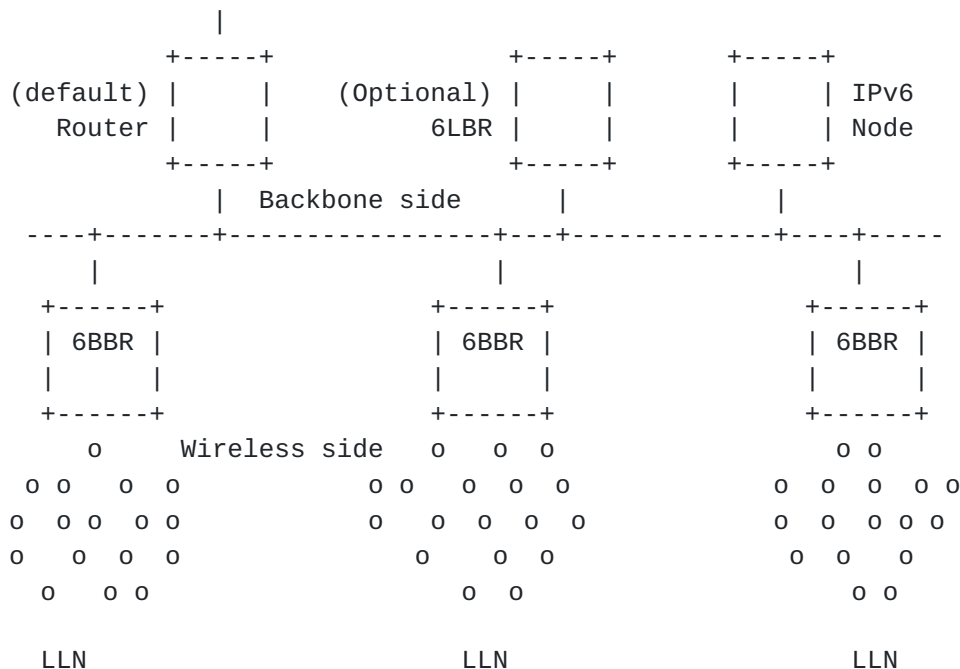 (default) (Optional) IPv6
Router 6LBR Node
Backbone side
6BBR 6BBR 6BBR
Wireless side
LLN LLN LLN